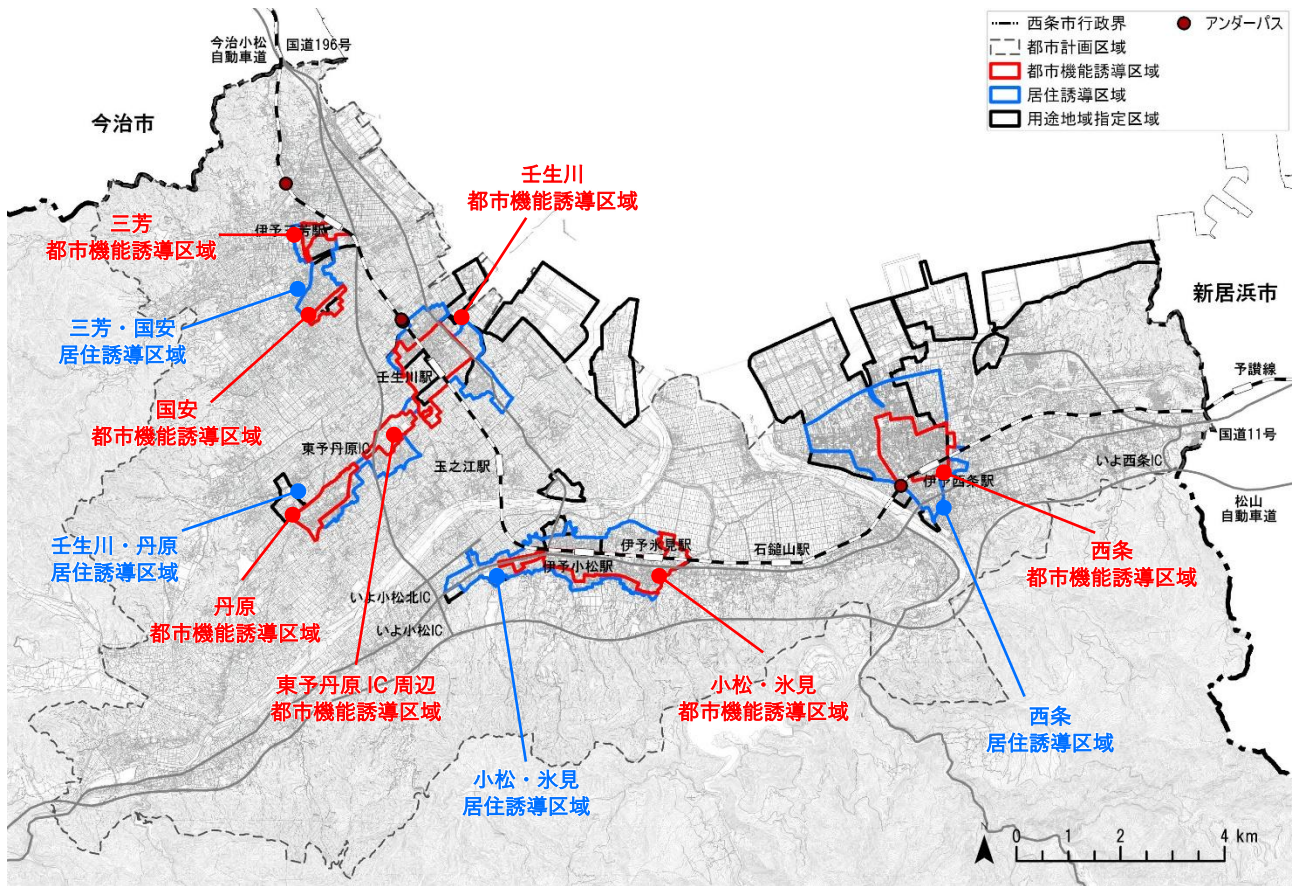 西条市行政界
アンダーパス
都市計画区域
都市機能誘導区域
居住誘導区域
用途地域指定区域
今治小松
自動車道
国道196号
今治市
壬生川
都市機能誘導区域
三芳
都市機能誘導区域
三芳・国安
居住誘導区域
国安
都市機能誘導区域
壬生川駅
新居浜市
予讃線
国道11号
東予丹原IC
玉之江駅
いよ西条IC
伊予西条駅
松山
自動車道
壬生川・丹原
居住誘導区域
伊予氷見駅
石鎚山駅
伊予小松駅
西条
都市機能誘導区域
丹原
都市機能誘導区域
いよ小松北IC
いよ小松IC
東予丹原IC周辺
都市機能誘導区域
小松・氷見
都市機能誘導区域
西条
居住誘導区域
小松・氷見
居住誘導区域
0 1 2 4 km